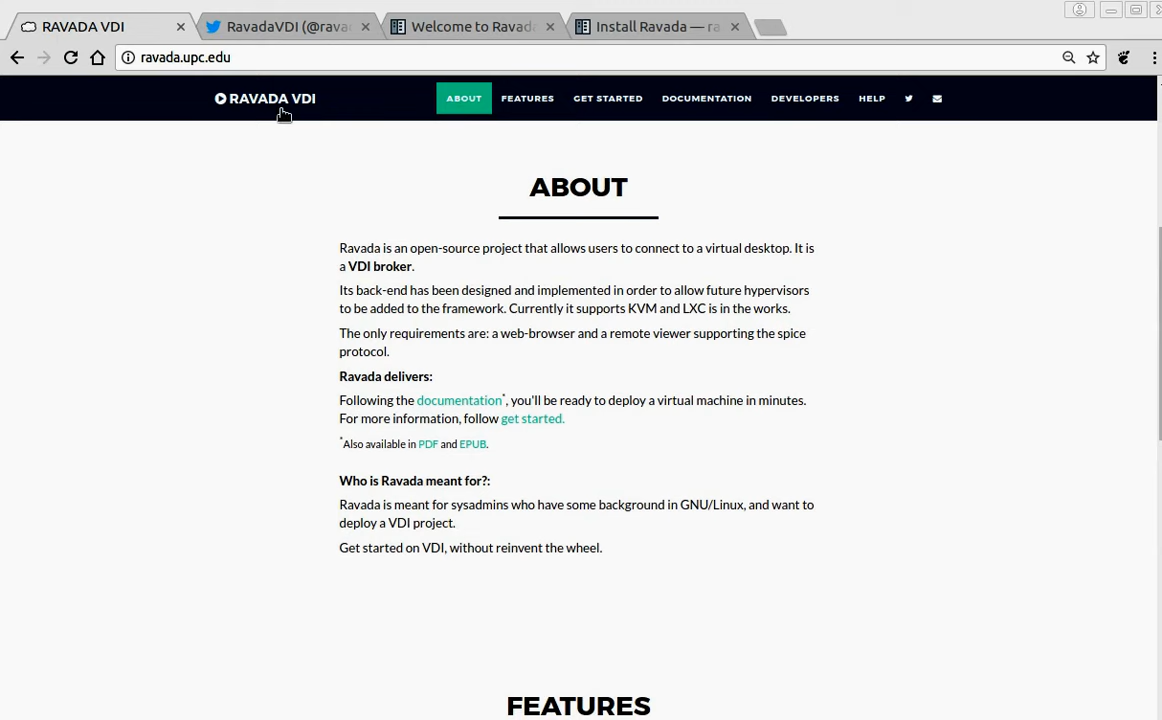 RAVADA VDI
RavadaVDI (@rava
Welcome to Ravada
Install Ravada — ra
ravada.upc.edu
RAVADA VDI
ABOUT
FEATURES
GET STARTED
DOCUMENTATION
DEVELOPERS
HELP
ABOUT
Ravada is an open-source project that allows users to connect to a virtual desktop. It is
a VDI broker.
Its back-end has been designed and implemented in order to allow future hypervisors
to be added to the framework. Currently it supports KVM and LXC is in the works.
The only requirements are: a web-browser and a remote viewer supporting the spice
protocol.
Ravada delivers:
Following the documentation*, you'll be ready to deploy a virtual machine in minutes.
For more information, follow get started.
*Also available in PDF and EPUB.
Who is Ravada meant for?:
Ravada is meant for sysadmins who have some background in GNU/Linux, and want to
deploy a VDI project.
Get started on VDI, without reinvent the wheel.
FEATURES